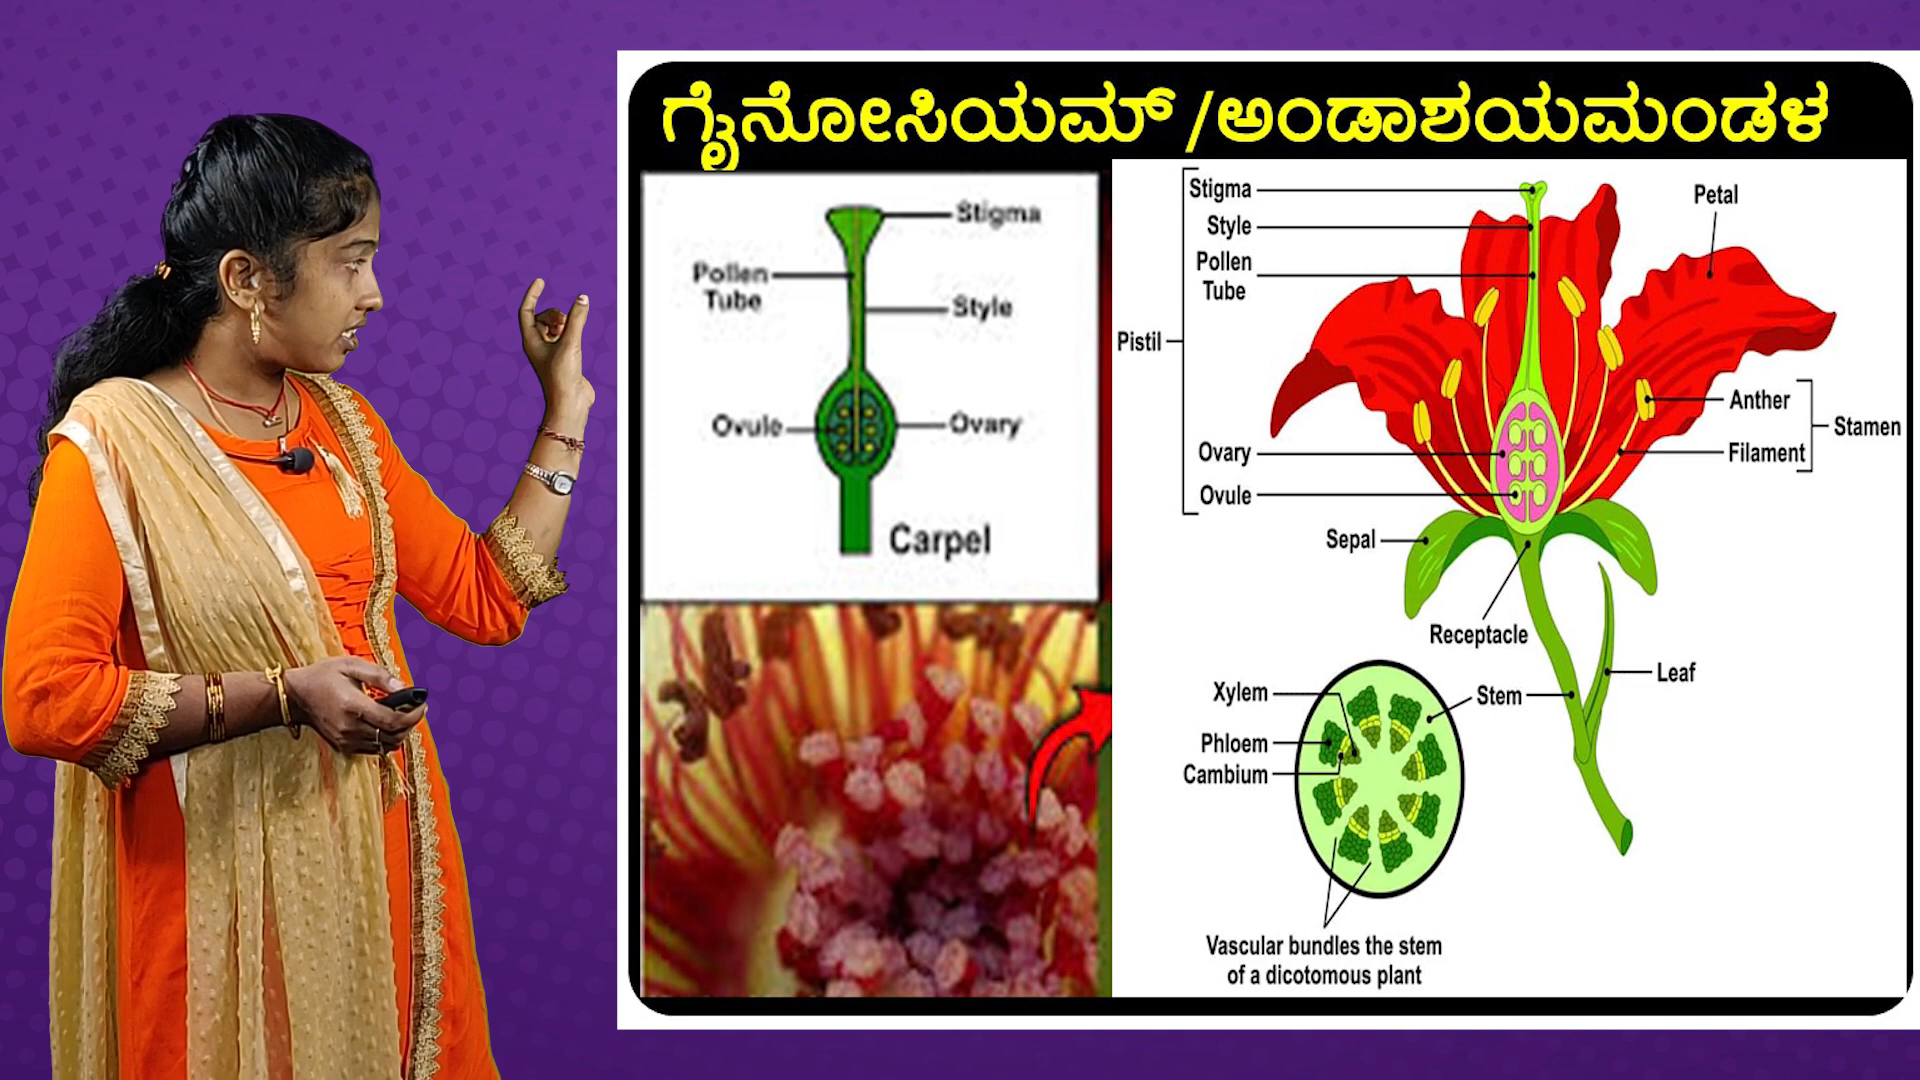 ಗೈನೋಸಿಯಮ್ /ಅಂಡಾಶಯಮಂಡಳ
Stigma
Pollen
Tube
Style
Ovule
Ovary
Carpel
Stigma
Style
Pollen
Tube
Pistil
Ovary
Ovule
Sepal
Receptacle
Petal
Anther
Filament
Stamen
Leaf
Stem
Xylem
Phloem
Cambium
Vascular bundles the stem
of a dicotomous plant